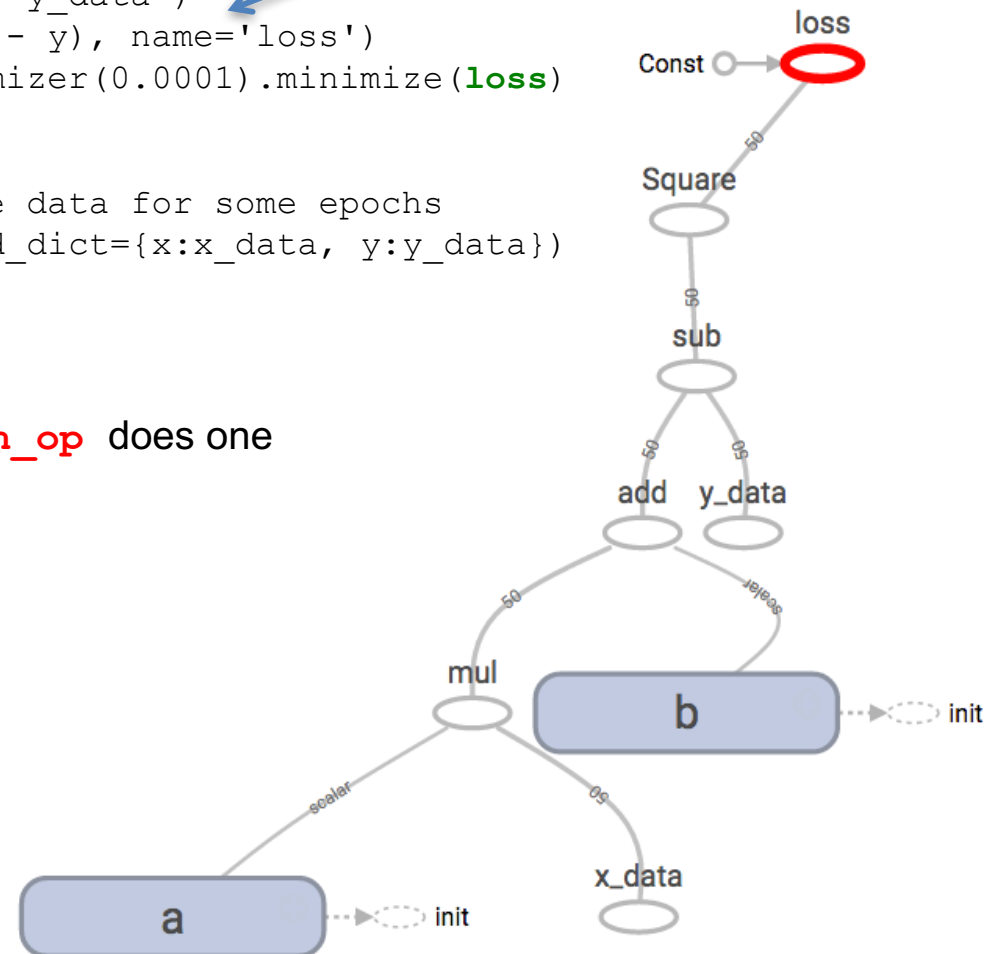 y_data')
- y), name='loss')
mizer(0.0001).minimize(loss)
e data for some epochs
d_dict={x:x_data, y:y_data})
n_op does one
loss
Const
50
Square
50
sub
50
50
add
y_data
50
scalar
mul
b
init
scalar
50
x_data
a
init